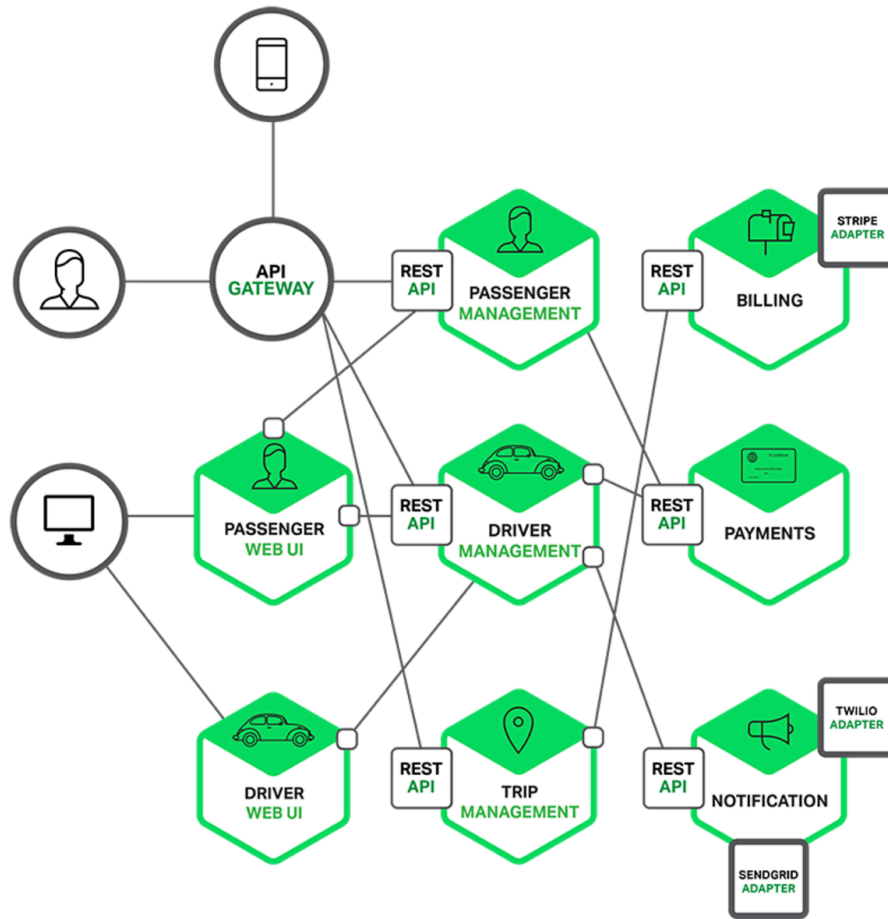 API
GATEWAY
REST
API
PASSENGER
MANAGEMENT
REST
API
BILLING
STRIPE
ADAPTER
PASSENGER
WEB UI
REST
API
DRIVER
MANAGEMENT
REST
API
PAYMENTS
DRIVER
WEB UI
REST
API
TRIP
MANAGEMENT
REST
API
NOTIFICATION
TWILIO
ADAPTER
SENDGRID
ADAPTER